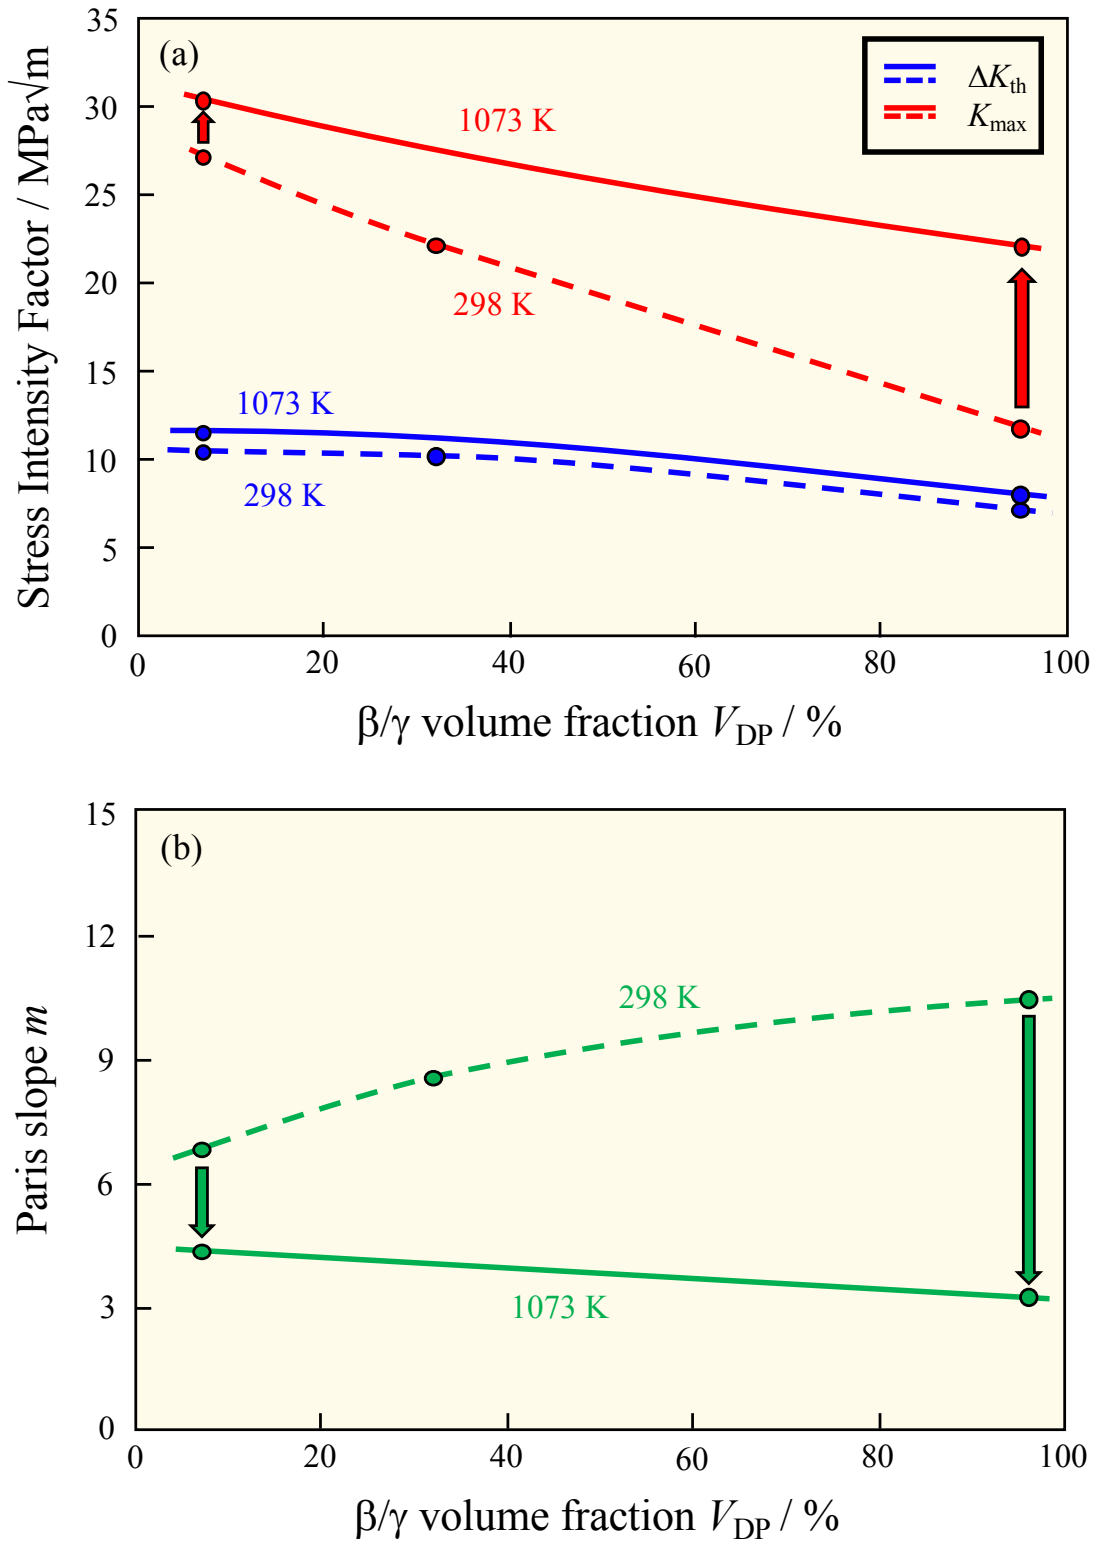 (a)
ΔKth
Kmax
1073 K
298 K
1073 K
298 K
35
30
25
20
15
10
5
0
0 20 40 60 80 100
Stress Intensity Factor / MPa√m
β/γ volume fraction VDP / %
(b)
298 K
1073 K
15
12
9
6
3
0
0 20 40 60 80 100
Paris slope m
β/γ volume fraction VDP / %